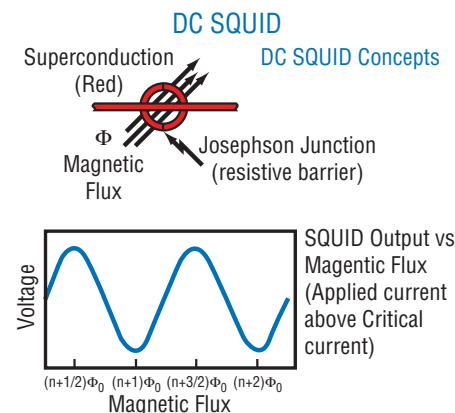 DC SQUID
Superconduction
(Red)
DC SQUID Concepts
Φ
Magnetic
Flux
Josephson Junction
(resistive barrier)
SQUID Output vs
Magentic Flux
(Applied current
above Critical
current)
Voltage
(n+1/2)Φ₀ (n+1)Φ₀ (n+3/2)Φ₀ (n+2)Φ₀
Magnetic Flux